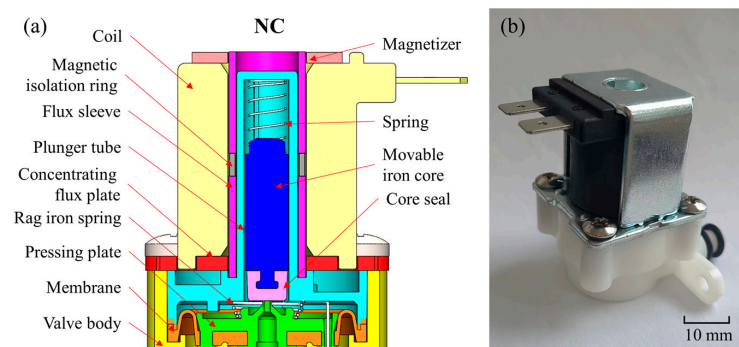 (a)
NC
(b)
Coil
Magnetic
isolation ring
Flux sleeve
Plunger tube
Concentrating
flux plate
Rag iron spring
Pressing plate
Membrane
Valve body
Magnetizer
Spring
Movable
iron core
Core seal
10 mm